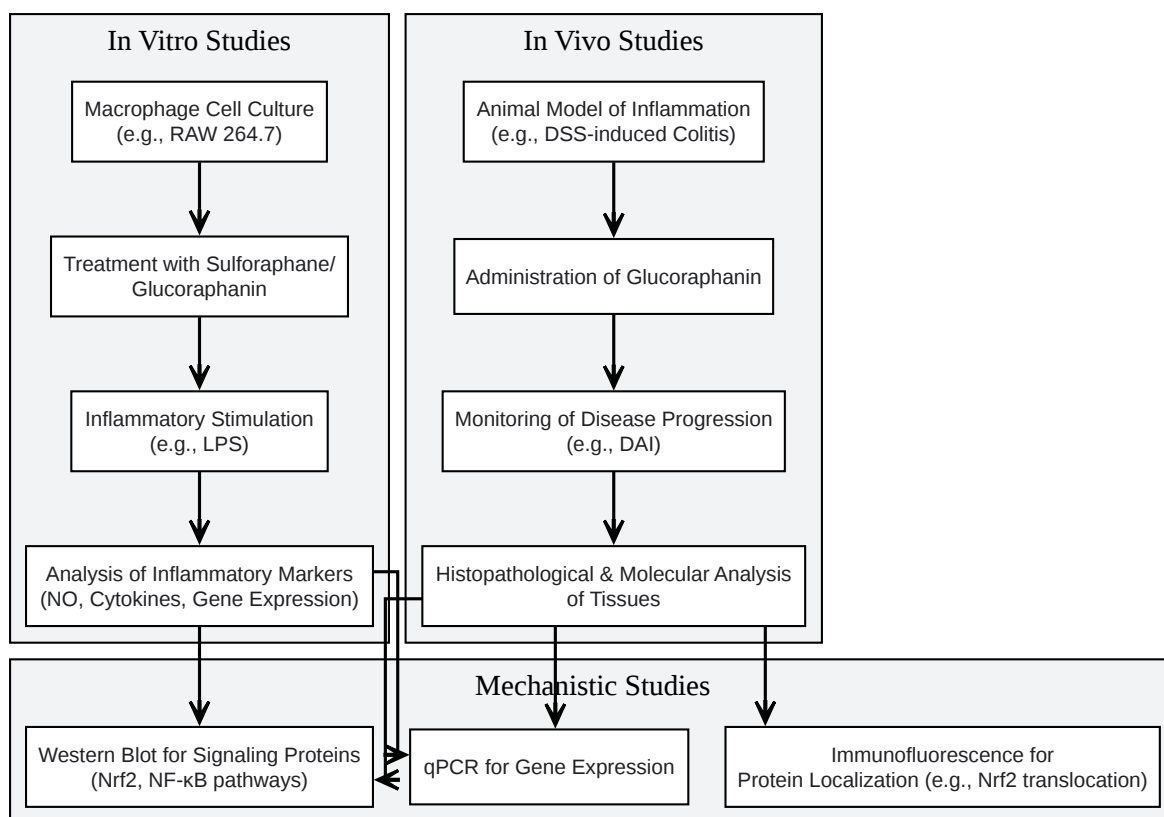 In Vitro Studies
Macrophage Cell Culture
(e.g., RAW 264.7)
Treatment with Sulforaphane/
Glucoraphanin
Inflammatory Stimulation
(e.g., LPS)
Analysis of Inflammatory Markers
(NO, Cytokines, Gene Expression)
In Vivo Studies
Animal Model of Inflammation
(e.g., DSS-induced Colitis)
Administration of Glucoraphanin
Monitoring of Disease Progression
(e.g., DAI)
Histopathological & Molecular Analysis
of Tissues
Mechanistic Studies
Western Blot for Signaling Proteins
(Nrf2, NF-κB pathways)
qPCR for Gene Expression
Immunofluorescence for
Protein Localization (e.g., Nrf2 translocation)